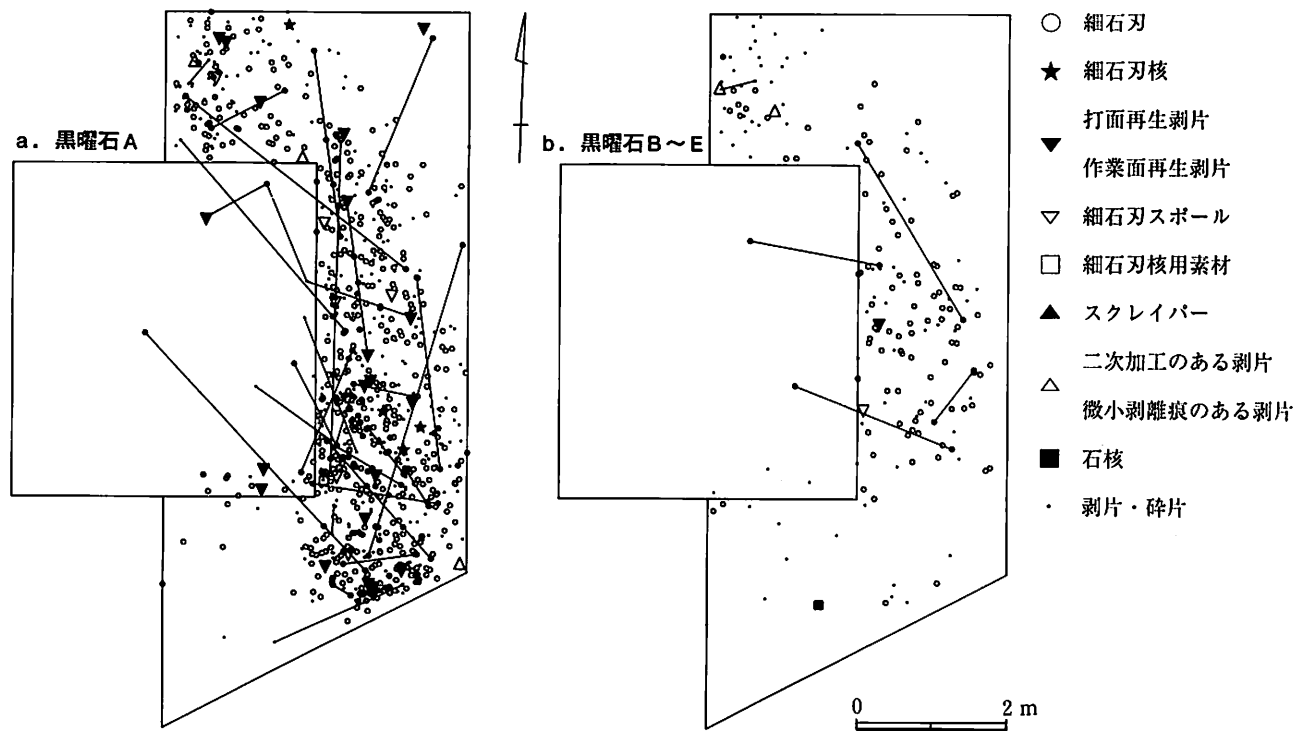 a. 黒曜石A
b. 黒曜石B〜E
細石刃
細石刃核
打面再生剥片
作業面再生剥片
細石刃スポール
細石刃核用素材
スクレイパー
二次加工のある剥片
微小剥離痕のある剥片
石核
剥片・砕片
0 2 m